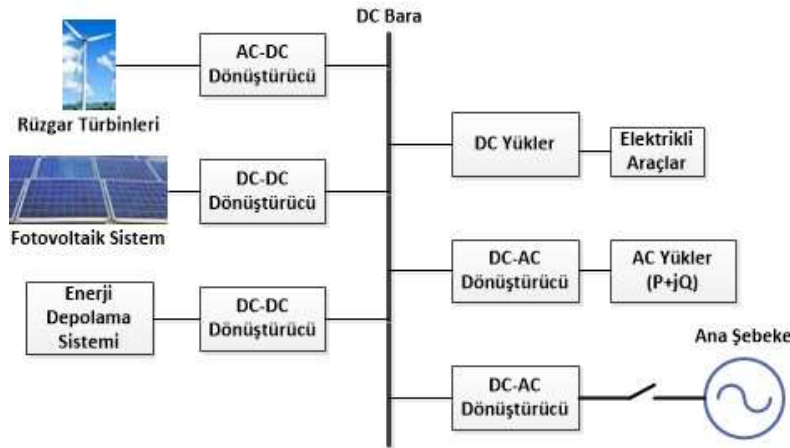 DC Bara
AC-DC
Dönüştürücü
Rüzgar Türbinleri
DC-DC
Dönüştürücü
Fotovoltaik Sistem
Enerji
Depolama
Sistemi
DC-DC
Dönüştürücü
DC Yükler
Elektrikli
Araçlar
DC-AC
Dönüştürücü
AC Yükler
(P+jQ)
Ana Şebeke
DC-AC
Dönüştürücü